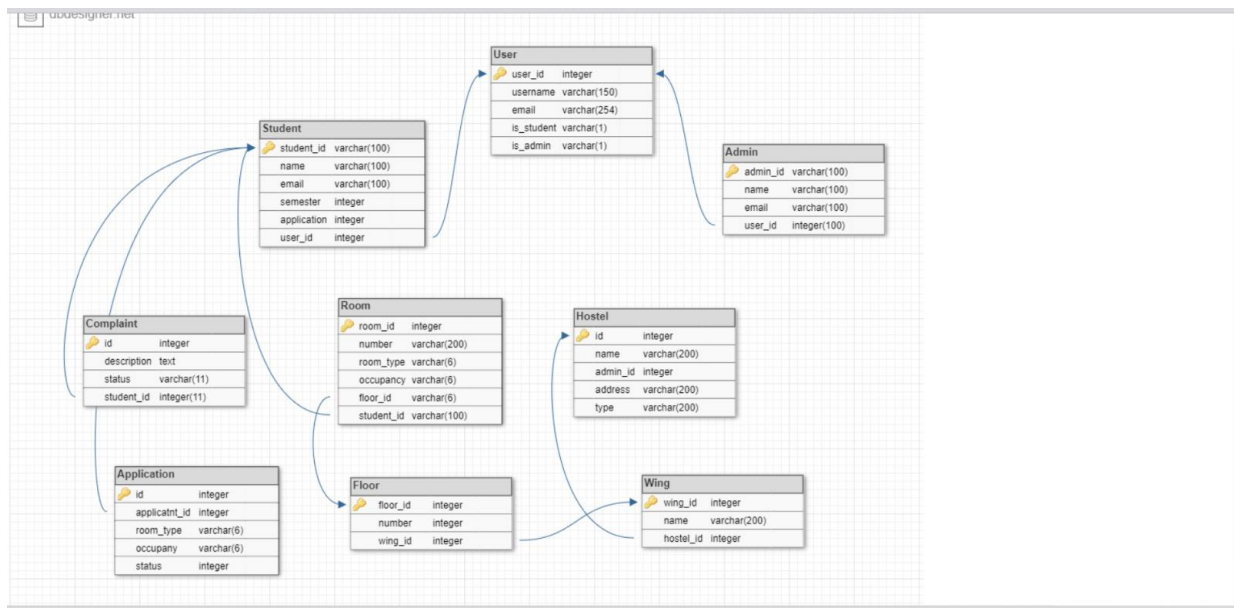 dbdesigner.net
User
user_id integer
username varchar(150)
email varchar(254)
is_student varchar(1)
is_admin varchar(1)
Student
student_id varchar(100)
name varchar(100)
email varchar(100)
semester integer
application integer
user_id integer
Admin
admin_id varchar(100)
name varchar(100)
email varchar(100)
user_id integer(100)
Complaint
id integer
description text
status varchar(11)
student_id integer(11)
Room
room_id integer
number varchar(200)
room_type varchar(6)
occupancy varchar(6)
floor_id varchar(6)
student_id varchar(100)
Hostel
id integer
name varchar(200)
admin_id integer
address varchar(200)
type varchar(200)
Application
id integer
applicatnt_id integer
room_type varchar(6)
occupany varchar(6)
status integer
Floor
floor_id integer
number integer
wing_id integer
Wing
wing_id integer
name varchar(200)
hostel_id integer